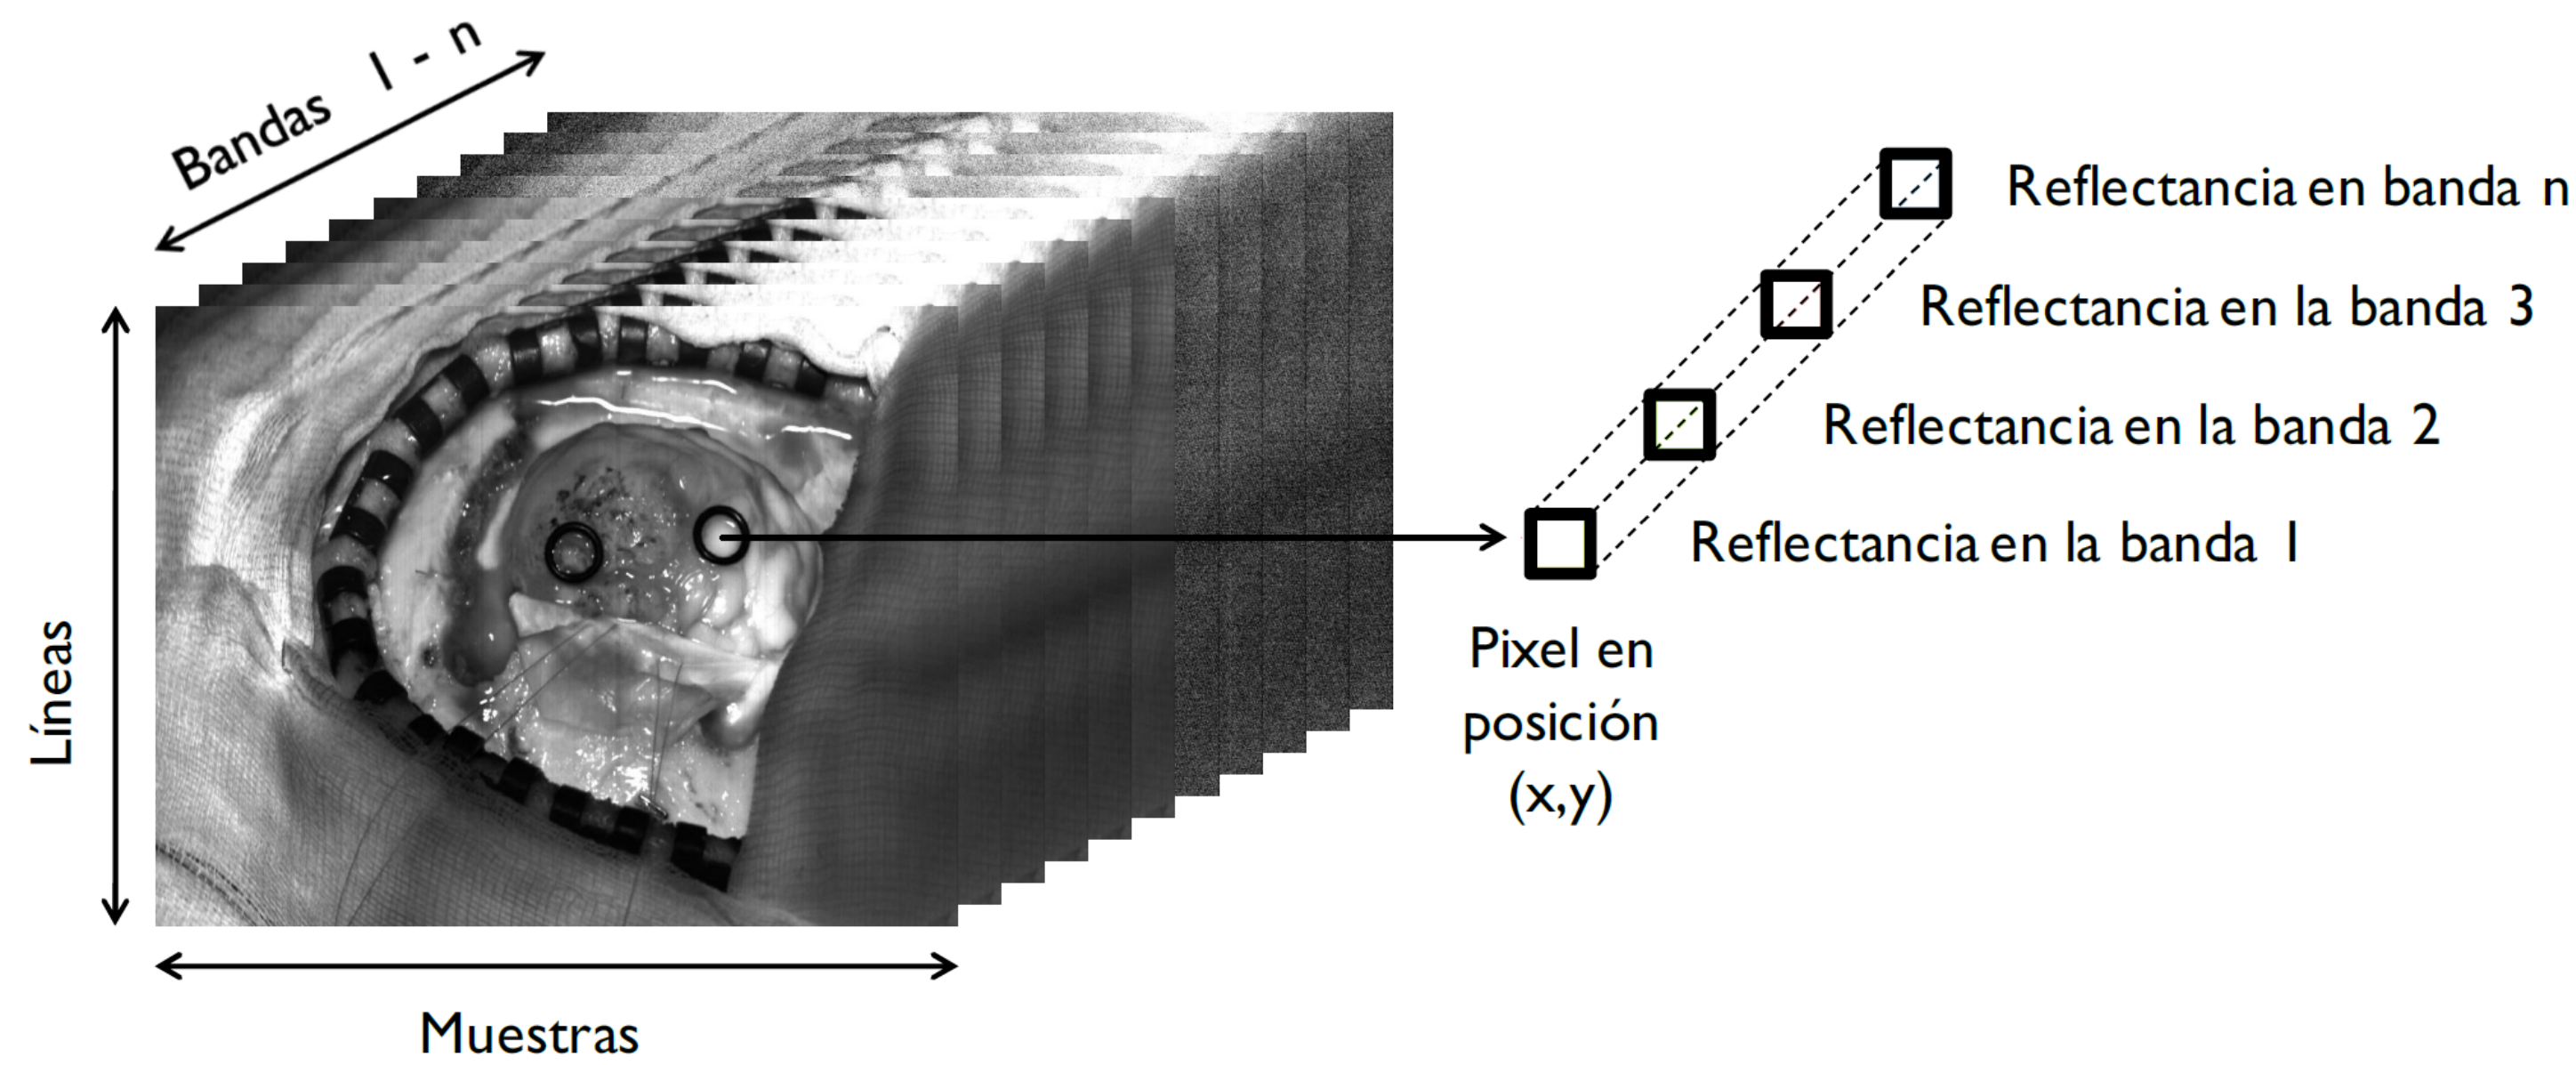 Bandas 1 - n
Líneas
Muestras
Reflectancia en banda n
Reflectancia en la banda 3
Reflectancia en la banda 2
Reflectancia en la banda 1
Pixel en
posición
(x,y)